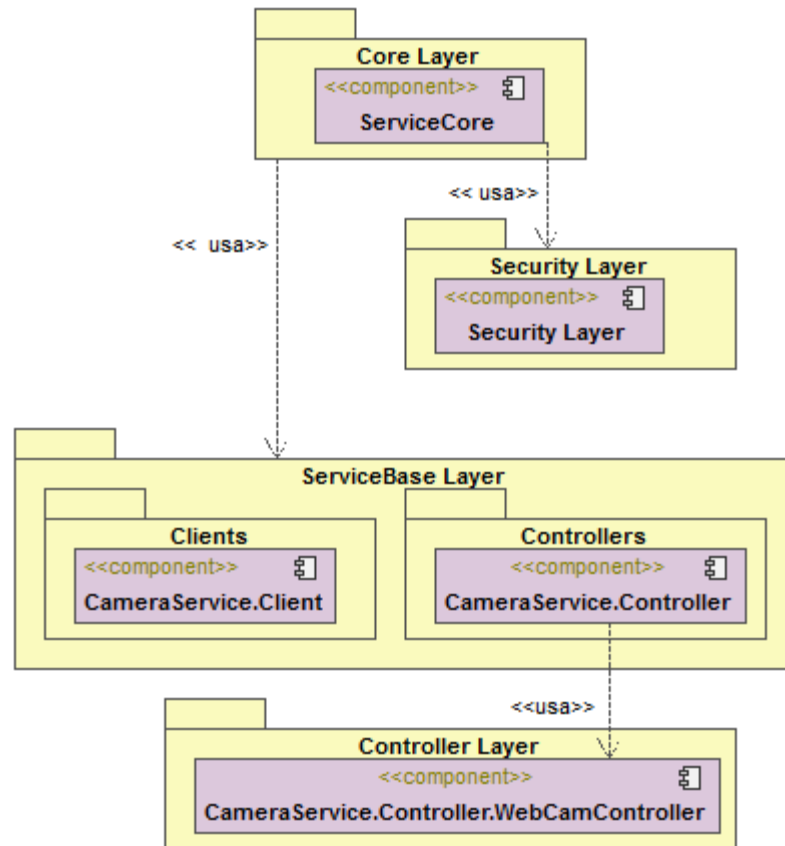 Core Layer
<<component>>
ServiceCore
<< usa>>
<< usa>>
Security Layer
<<component>>
Security Layer
ServiceBase Layer
Clients
<<component>>
CameraService.Client
Controllers
<<component>>
CameraService.Controller
<<usa>>
Controller Layer
<<component>>
CameraService.Controller.WebCamController